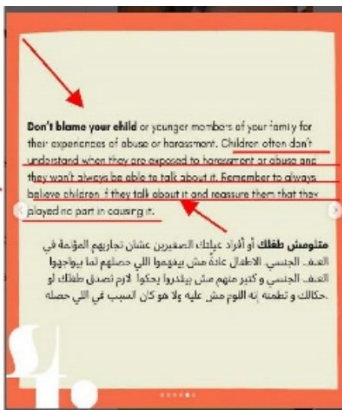 Don't blame your child or younger members of your family for
their experiences of abuse or harassment. Children often don't
understand when they are exposed to harassment or abuse and
they won't always be able to talk about it. Remember to always
believe children if they talk about it and reassure them that they
played no part in causing it.
متلومش طفلك أو أفراد عيلتك الصغيرين عشان تجاربهم المؤلمة في
العنف الجنسي. الاطفال عادةً مش بيفهموا اللي حصلهم لما بيواجهوا
العنف الجنسي و كتير منهم مش بيقدروا يحكوا. لازم تصدق طفلك لو
حكالك و تطمنه إنه اللوم مش عليه ولا هو كان السبب في اللي حصله.